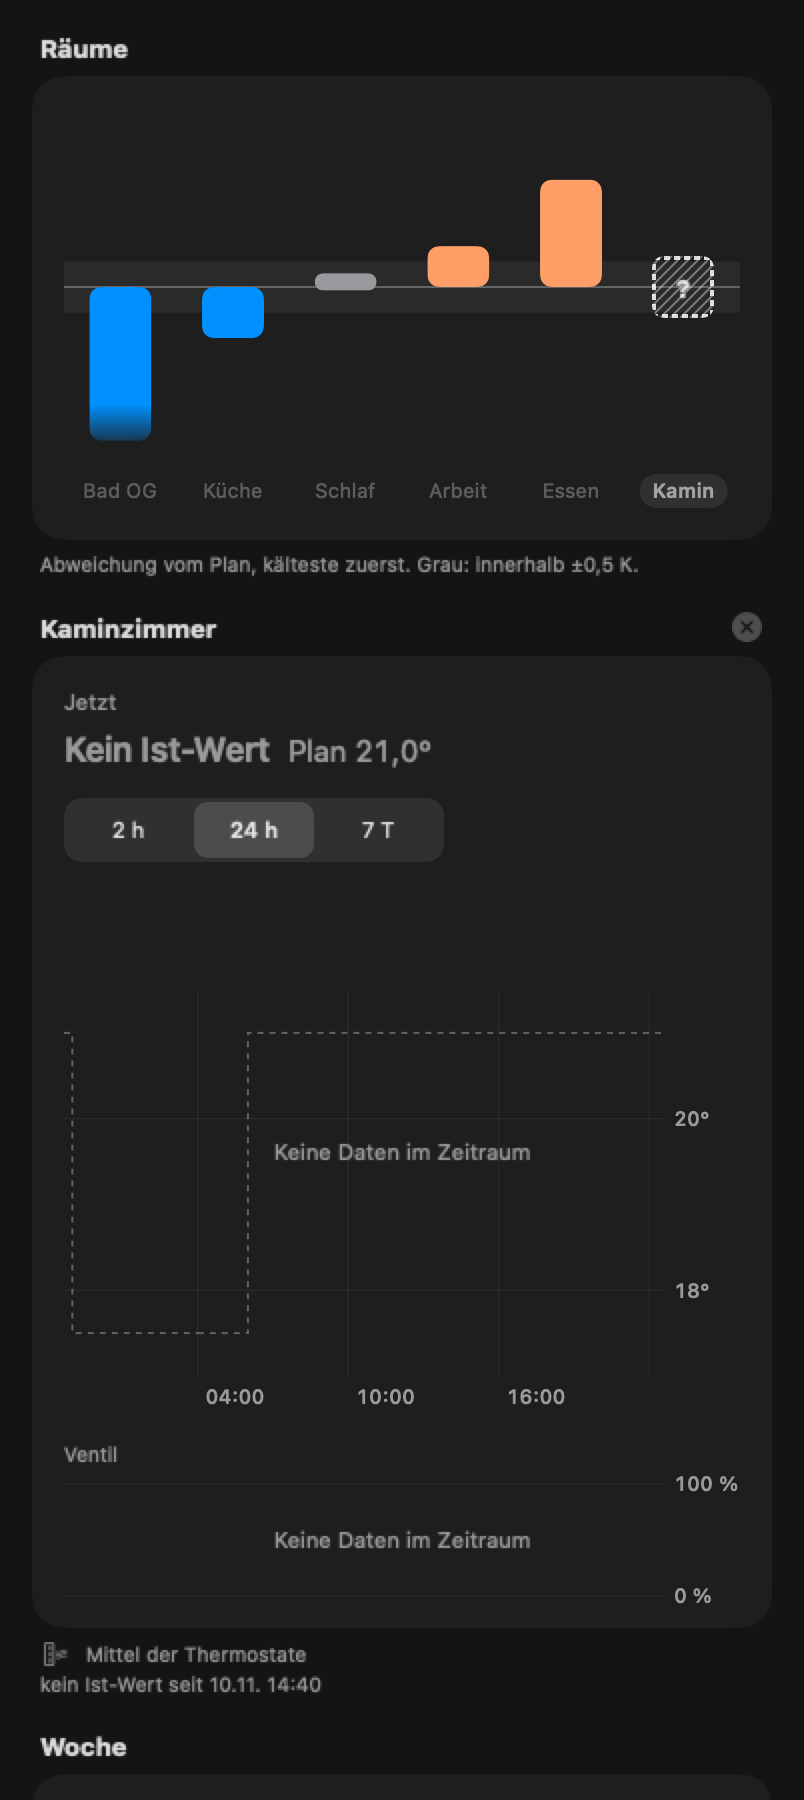 Räume
?
Bad OG Küche Schlaf Arbeit Essen Kamin
Abweichung vom Plan, kälteste zuerst. Grau: innerhalb ±0,5 K.
Kaminzimmer
Jetzt
Kein Ist-Wert Plan 21,0°
2 h 24 h 7 T
20°
Keine Daten im Zeitraum
18°
04:00 10:00 16:00
Ventil
100 %
Keine Daten im Zeitraum
0 %
Mittel der Thermostate
kein Ist-Wert seit 10.11. 14:40
Woche